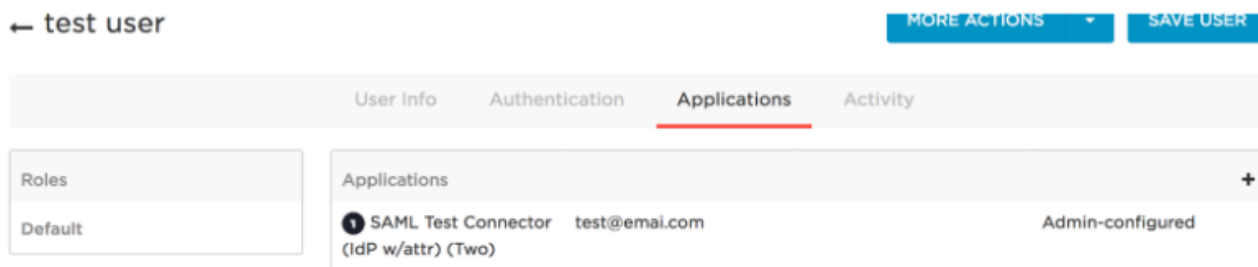 ← test user
MORE ACTIONS
SAVE USER
User Info Authentication Applications Activity
Roles
Default
Applications +
1 SAML Test Connector test@emai.com Admin-configured
(IdP w/attr) (Two)